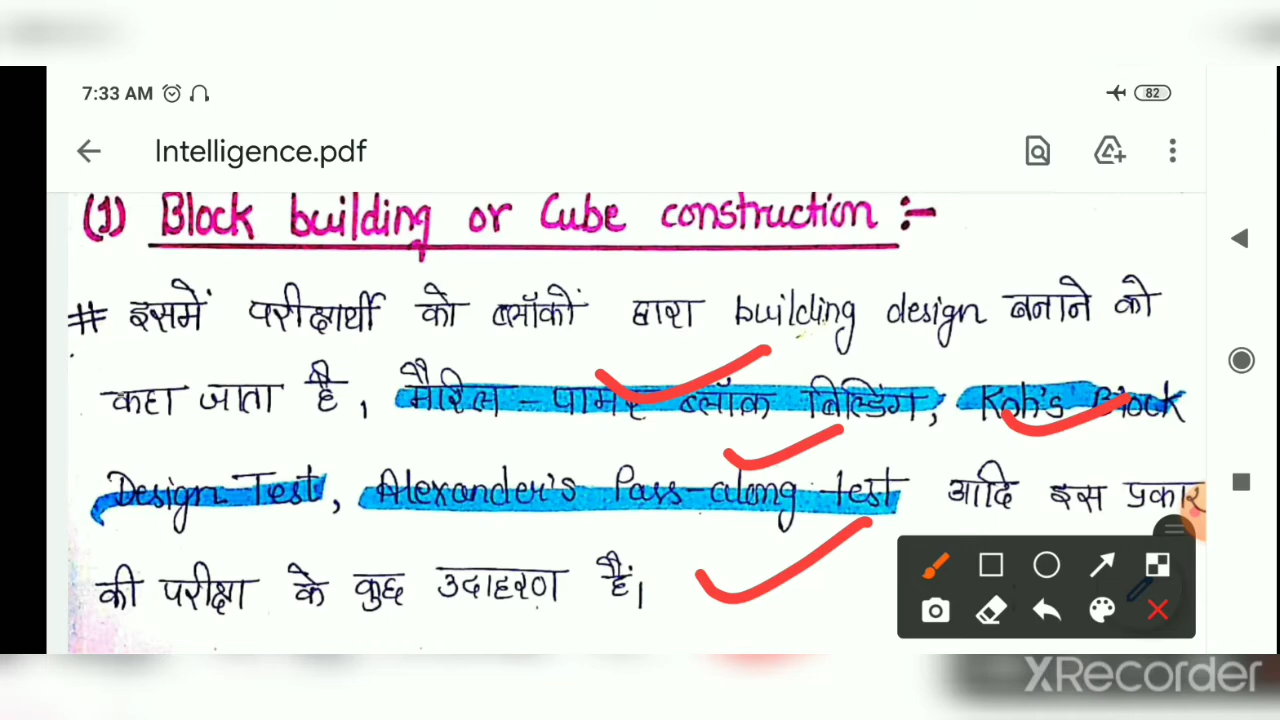 7:33 AM
82
Intelligence.pdf
(1) Block building or Cube construction :-
# इसमें परीक्षार्थी को ब्लॉकों द्वारा building design बनाने को
कहा जाता है, मैरिल - पामर ब्लॉक बिल्डिंग, Koh's Block
Design Test, Alexander's Pass-along test आदि इस प्रकार
की परीक्षा के कुछ उदाहरण हैं।
XRecorder